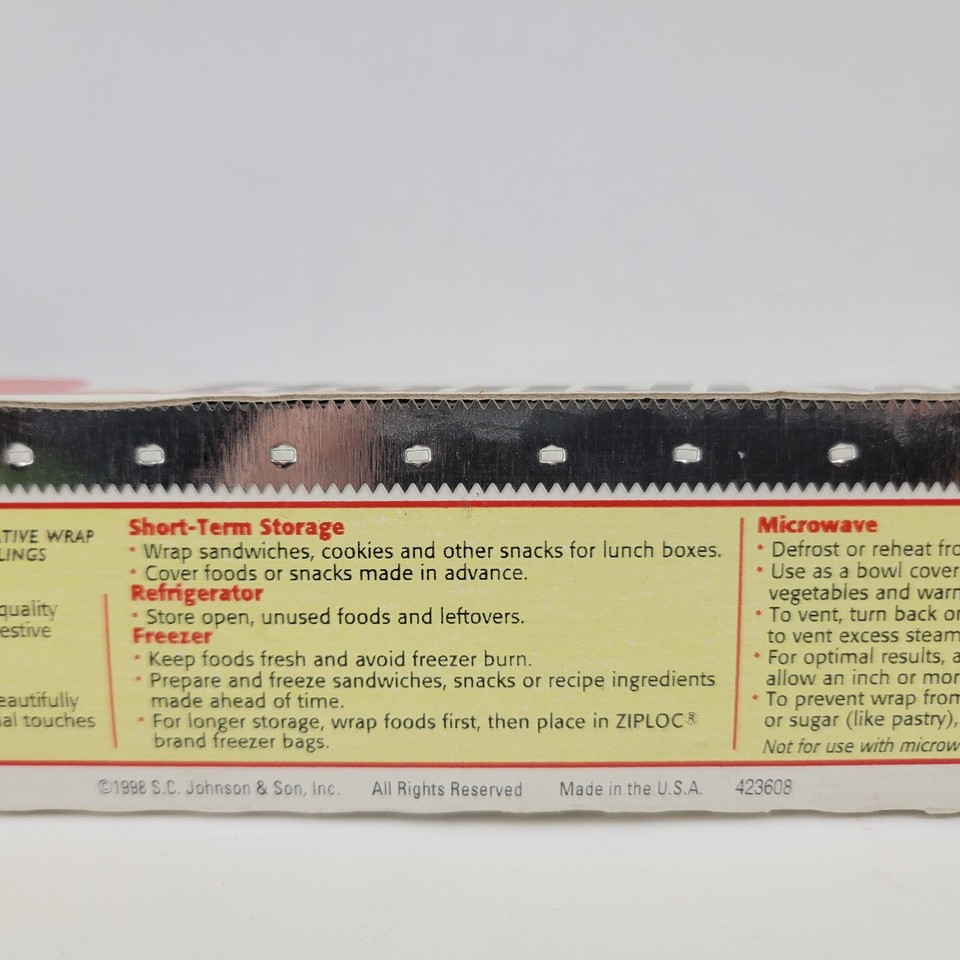 ATIVE WRAP
LINGS
quality
estive
eautifully
ial touches
Short-Term Storage
• Wrap sandwiches, cookies and other snacks for lunch boxes.
• Cover foods or snacks made in advance.
Refrigerator
• Store open, unused foods and leftovers.
Freezer
• Keep foods fresh and avoid freezer burn.
• Prepare and freeze sandwiches, snacks or recipe ingredients
made ahead of time.
• For longer storage, wrap foods first, then place in ZIPLOC®
brand freezer bags.
Microwave
• Defrost or reheat fro
• Use as a bowl cover
vegetables and warm
• To vent, turn back or
to vent excess steam
• For optimal results, a
allow an inch or mor
• To prevent wrap from
or sugar (like pastry),
Not for use with microw
©1998 S.C. Johnson & Son, Inc. All Rights Reserved Made in the U.S.A. 423608